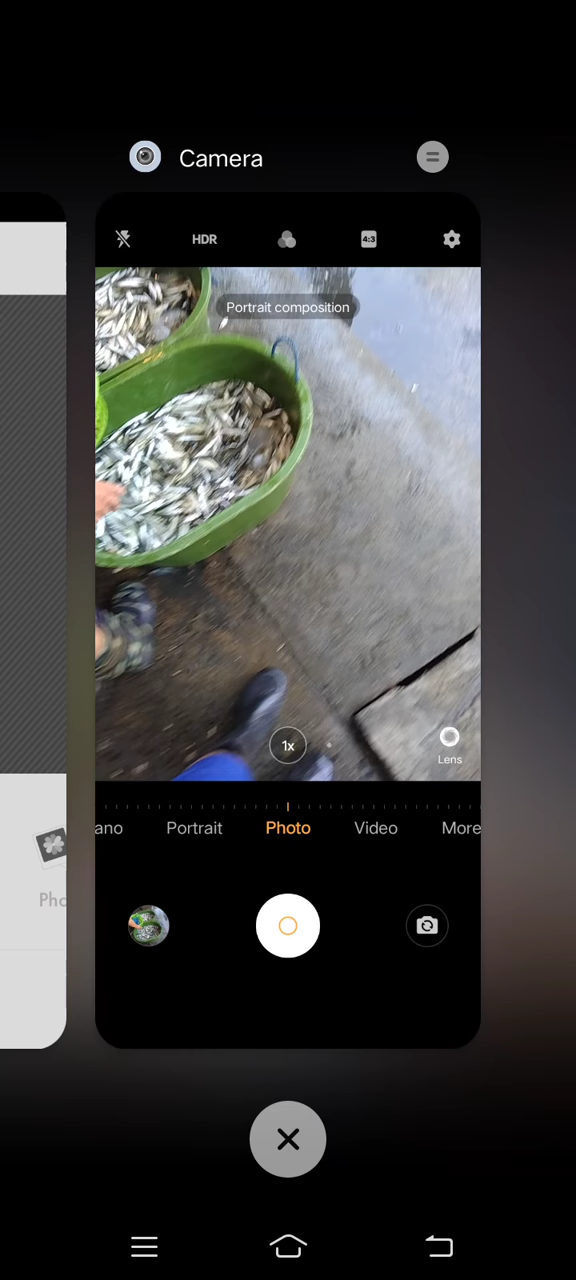 Camera
HDR
4:3
Portrait composition
1x
Lens
ano
Portrait
Photo
Video
More
Pho